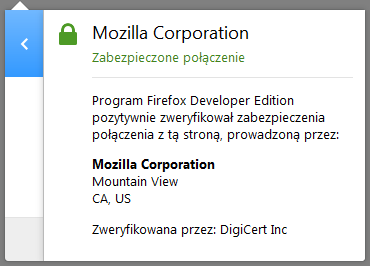 Mozilla Corporation
Zabezpieczone połączenie
Program Firefox Developer Edition
pozytywnie zweryfikował zabezpieczenia
połączenia z tą stroną, prowadzoną przez:
Mozilla Corporation
Mountain View
CA, US
Zweryfikowana przez: DigiCert Inc